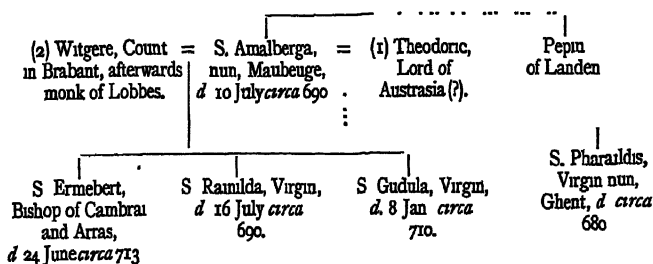 (2) Witgere, Count
in Brabant, afterwards
monk of Lobbes.
=
S. Amalberga,
nun, Maubeuge,
d 10 July circa 690
=
(1) Theodoric,
Lord of
Austrasia (?).
Pepin
of Landen
S Ermebert,
Bishop of Cambrai
and Arras,
d 24 June circa 713
S Rainilda, Virgin,
d 16 July circa
690.
S Gudula, Virgin,
d. 8 Jan circa
710.
S. Pharaildis,
Virgin nun,
Ghent, d circa
680